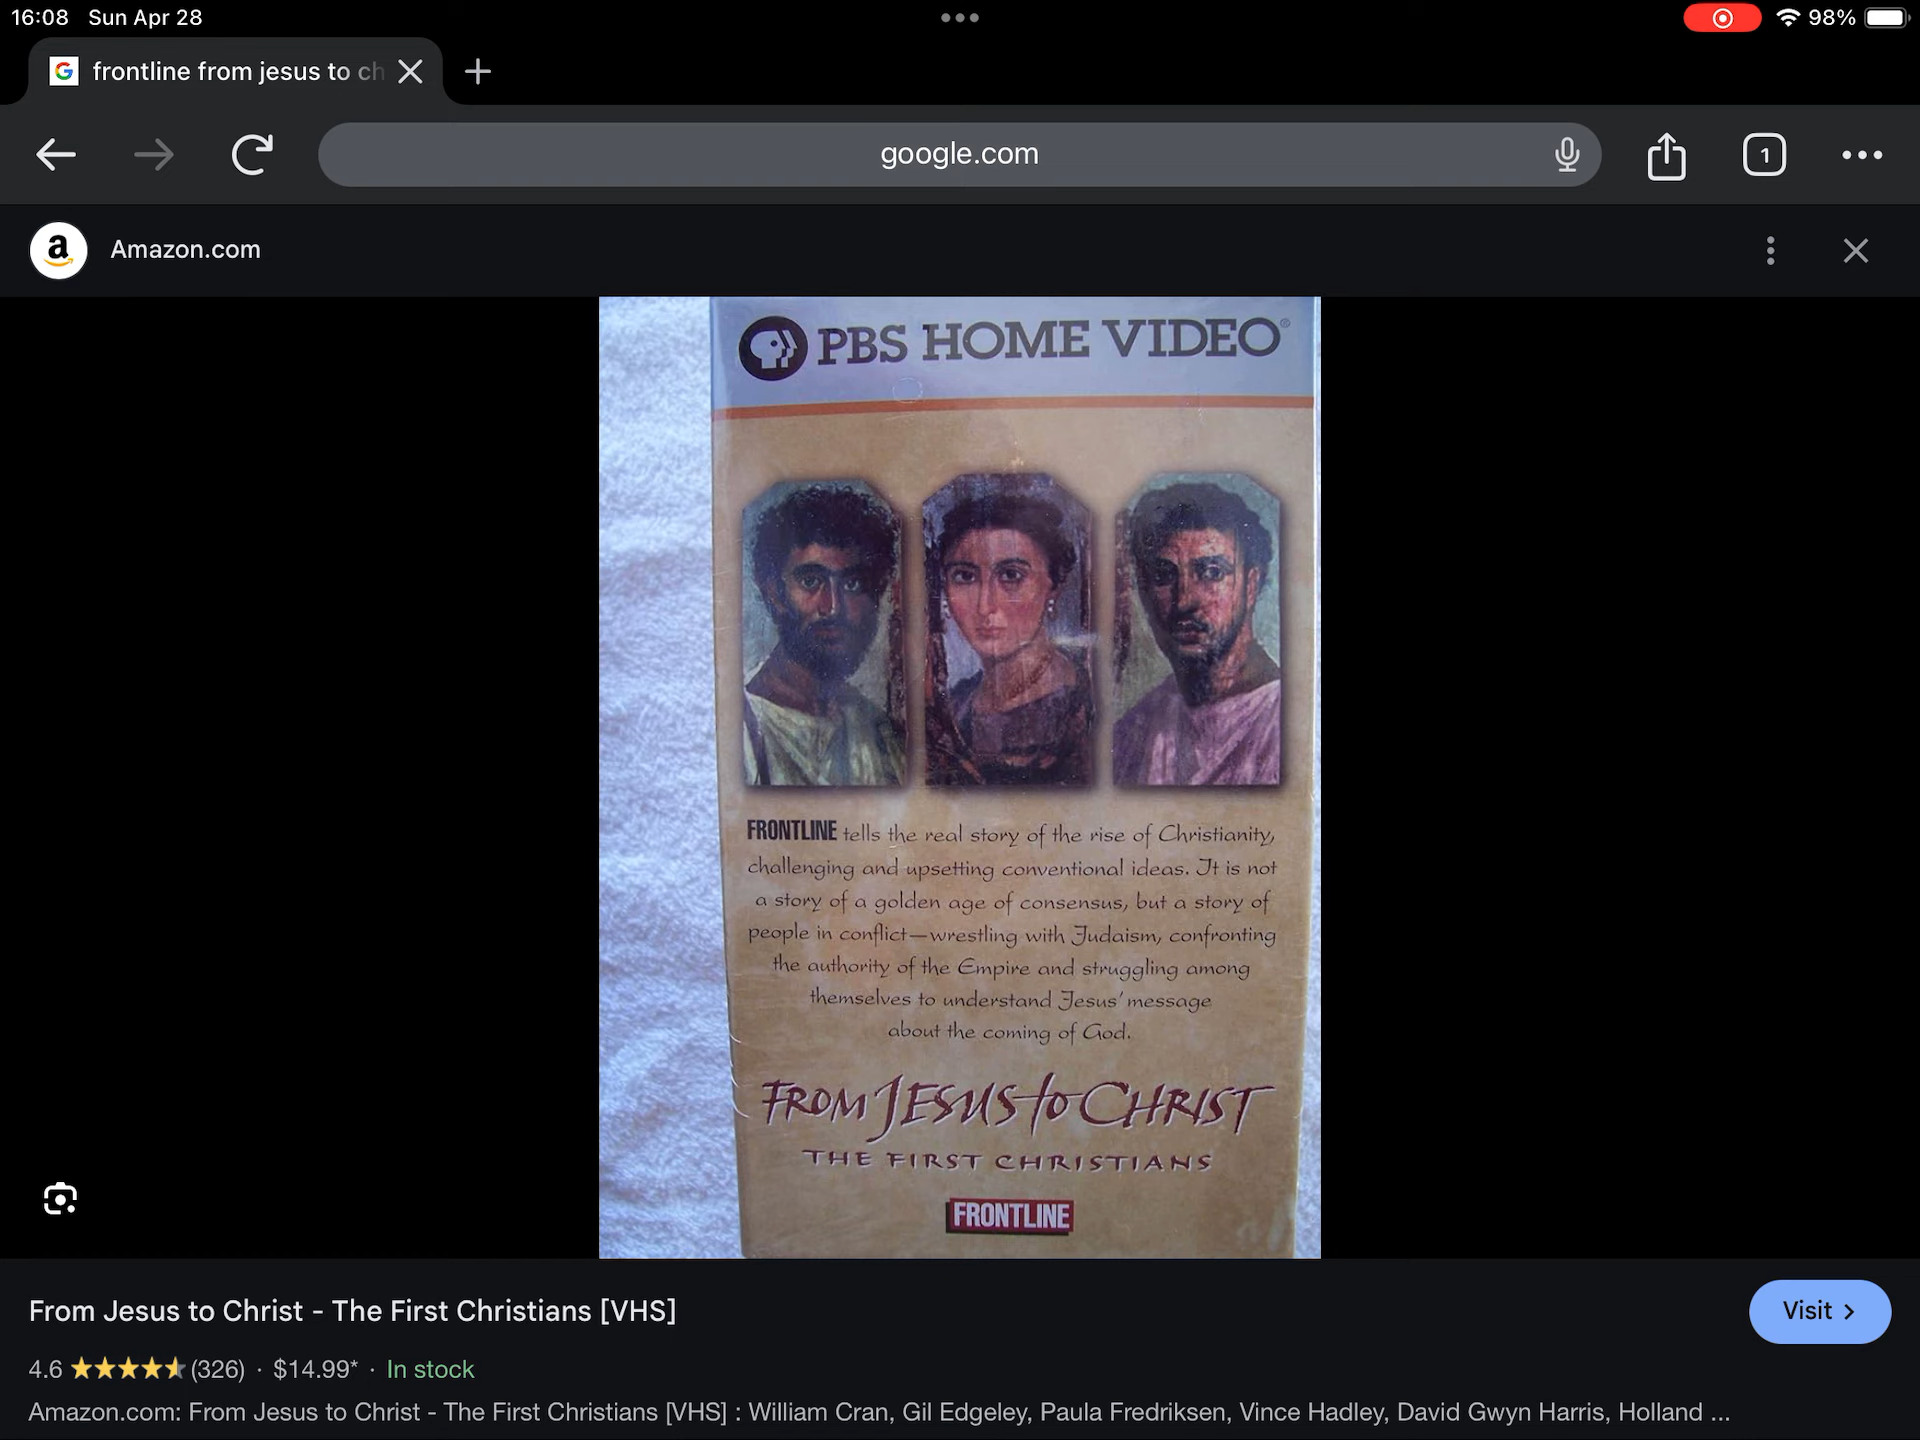 16:08 Sun Apr 28
98%
frontline from jesus to ch
google.com
1
a Amazon.com
PBS HOME VIDEO®
FRONTLINE tells the real story of the rise of Christianity,
challenging and upsetting conventional ideas. It is not
a story of a golden age of consensus, but a story of
people in conflict—wrestling with Judaism, confronting
the authority of the Empire and struggling among
themselves to understand Jesus' message
about the coming of God.
FROM JESUS to CHRIST
THE FIRST CHRISTIANS
FRONTLINE
From Jesus to Christ - The First Christians [VHS]
Visit >
4.6 (326) · $14.99* · In stock
Amazon.com: From Jesus to Christ - The First Christians [VHS] : William Cran, Gil Edgeley, Paula Fredriksen, Vince Hadley, David Gwyn Harris, Holland ...